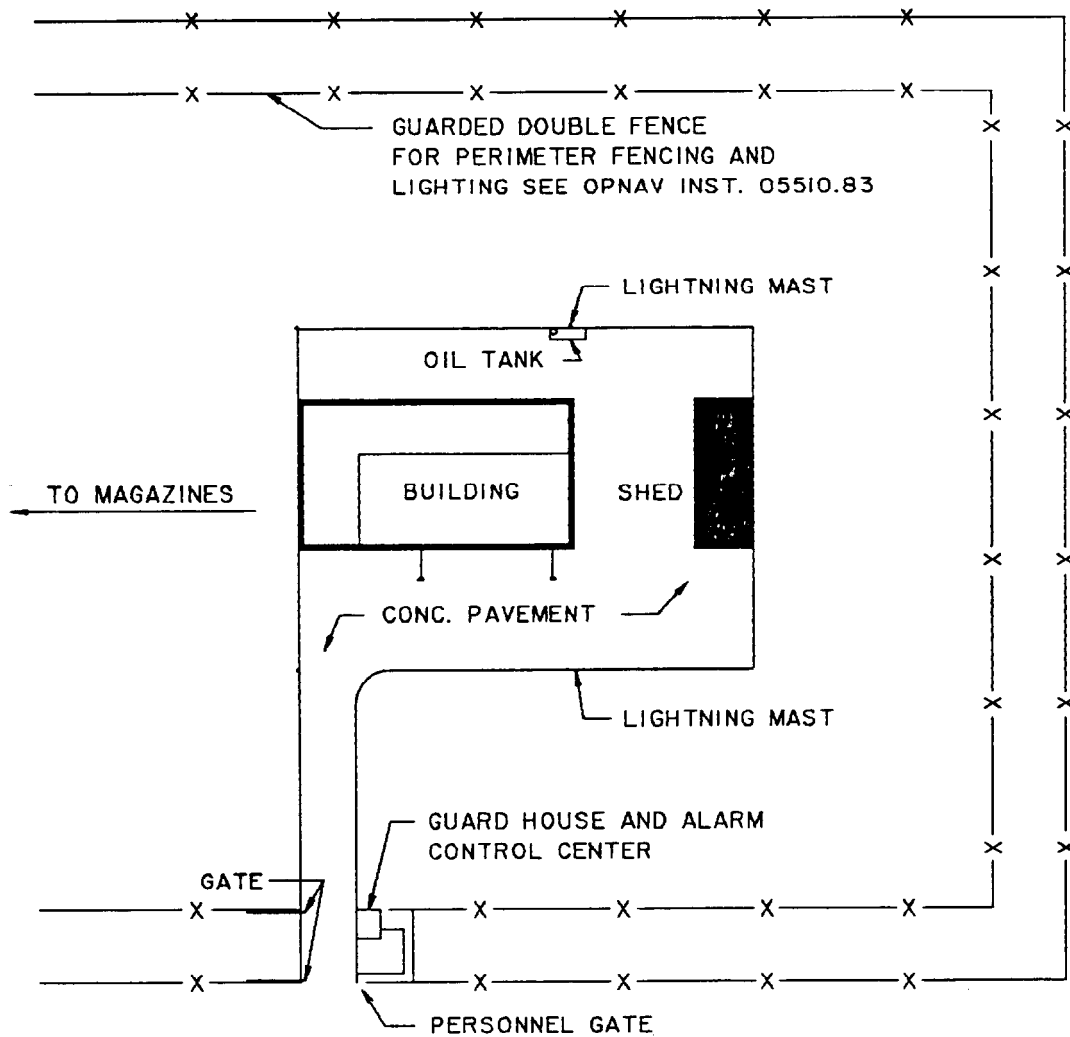 GUARDED DOUBLE FENCE
FOR PERIMETER FENCING AND
LIGHTING SEE OPNAV INST. 05510.83
LIGHTNING MAST
OIL TANK
TO MAGAZINES
BUILDING
SHED
CONC. PAVEMENT
LIGHTNING MAST
GUARD HOUSE AND ALARM
CONTROL CENTER
GATE
PERSONNEL GATE